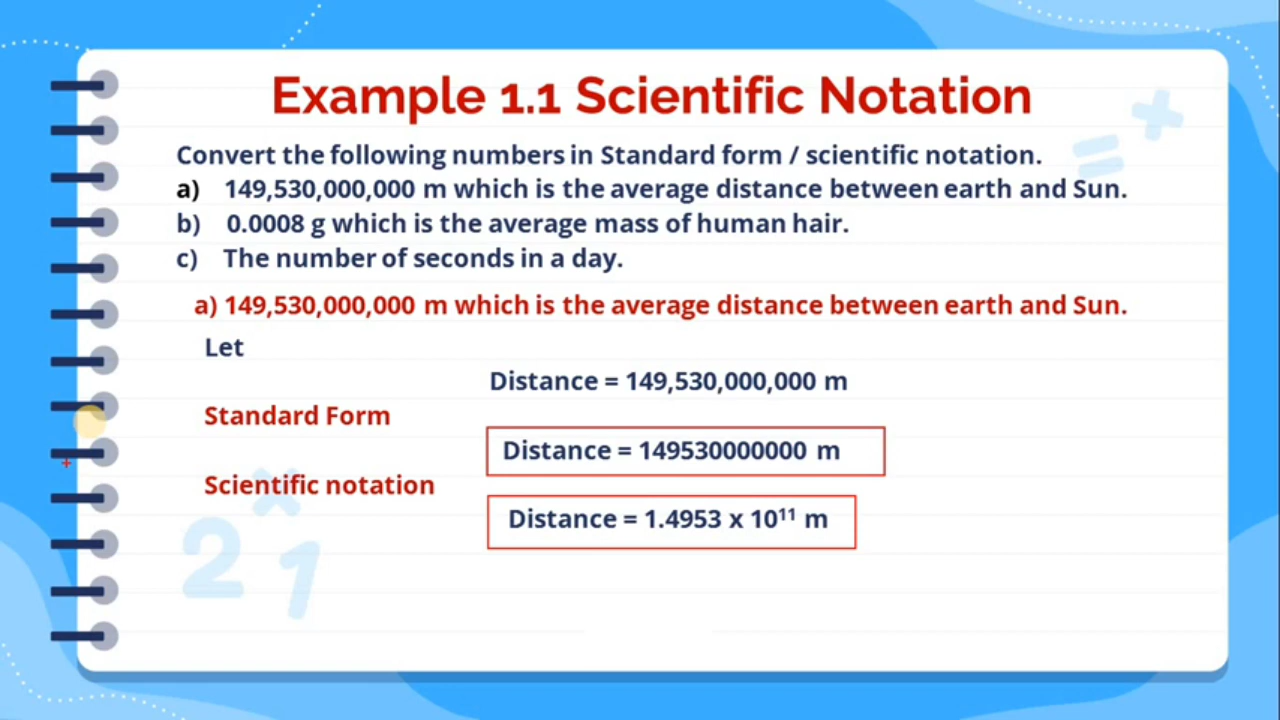 Example 1.1 Scientific Notation
Convert the following numbers in Standard form / scientific notation.
a) 149,530,000,000 m which is the average distance between earth and Sun.
b) 0.0008 g which is the average mass of human hair.
c) The number of seconds in a day.
a) 149,530,000,000 m which is the average distance between earth and Sun.
Let
Distance = 149,530,000,000 m
Standard Form
Distance = 149530000000 m
Scientific notation
Distance = 1.4953 x 10¹¹ m